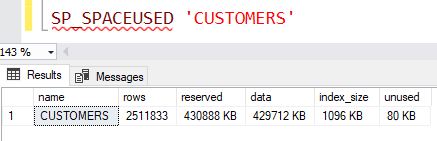 SP_SPACEUSED 'CUSTOMERS'
143 %
Results Messages
name rows reserved data index_size unused
1 CUSTOMERS 2511833 430888 KB 429712 KB 1096 KB 80 KB